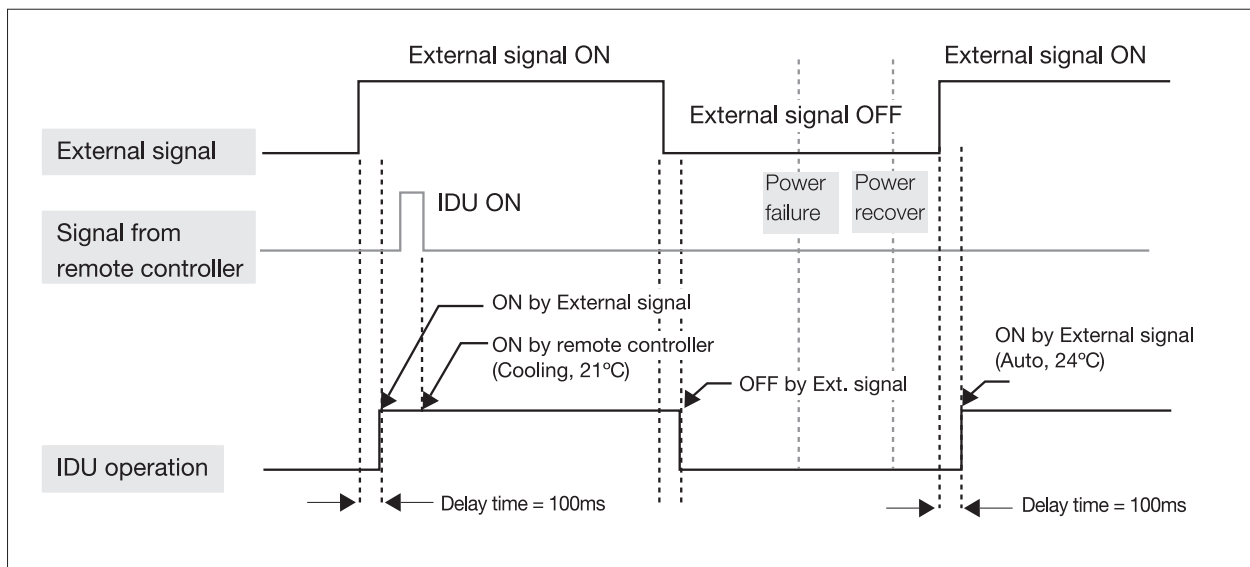 External signal ON
External signal ON
External signal OFF
External signal
Power
failure
Power
recover
IDU ON
Signal from
remote controller
ON by External signal
ON by remote controller
(Cooling, 21ºC)
ON by External signal
(Auto, 24ºC)
OFF by Ext. signal
IDU operation
Delay time = 100ms
Delay time = 100ms